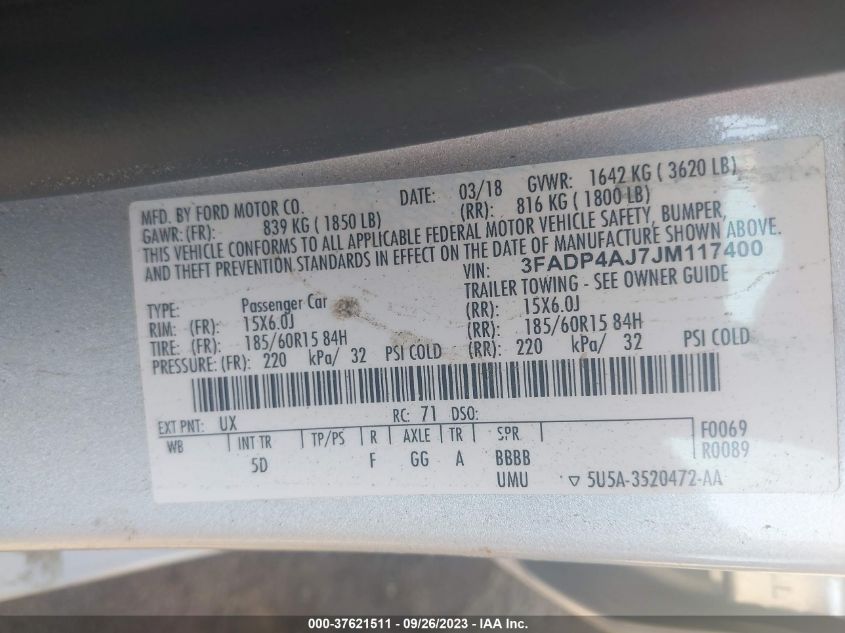 MFD. BY FORD MOTOR CO. DATE: 03/18 GVWR: 1642 KG ( 3620 LB)
GAWR: (FR): 839 KG ( 1850 LB) (RR): 816 KG ( 1800 LB)
THIS VEHICLE CONFORMS TO ALL APPLICABLE FEDERAL MOTOR VEHICLE SAFETY, BUMPER,
AND THEFT PREVENTION STANDARDS IN EFFECT ON THE DATE OF MANUFACTURE SHOWN ABOVE.
VIN: 3FADP4AJ7JM117400
TYPE: Passenger Car TRAILER TOWING - SEE OWNER GUIDE
RIM: (FR): 15X6.0J (RR): 15X6.0J
TIRE: (FR): 185/60R15 84H (RR): 185/60R15 84H
PRESSURE: (FR): 220 kPa/ 32 PSI COLD (RR): 220 kPa/ 32 PSI COLD
EXT PNT: UX RC: 71 DSO:
WB INT TR TP/PS R AXLE TR SPR F0069
5D F GG A BBBB R0089
UMU ▽ 5U5A-3520472-AA
000-37621511 - 09/26/2023 - IAA Inc.